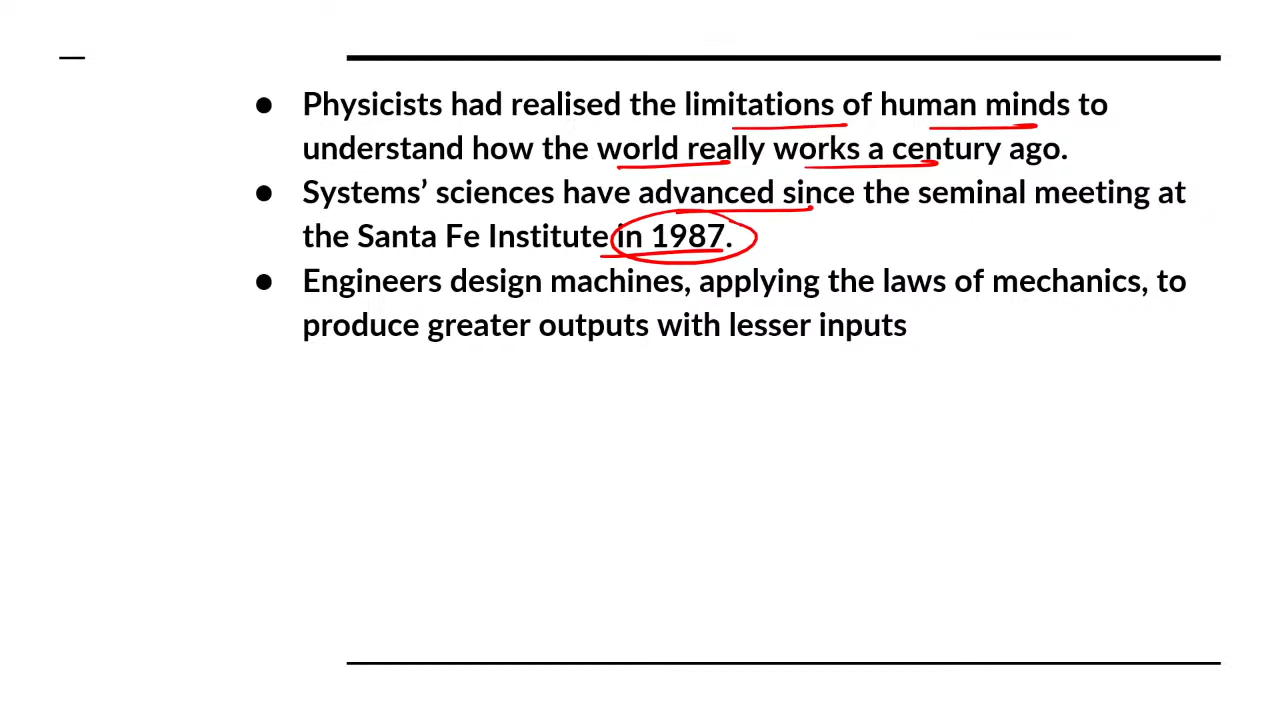 ● Physicists had realised the limitations of human minds to
understand how the world really works a century ago.
● Systems’ sciences have advanced since the seminal meeting at
the Santa Fe Institute in 1987.
● Engineers design machines, applying the laws of mechanics, to
produce greater outputs with lesser inputs